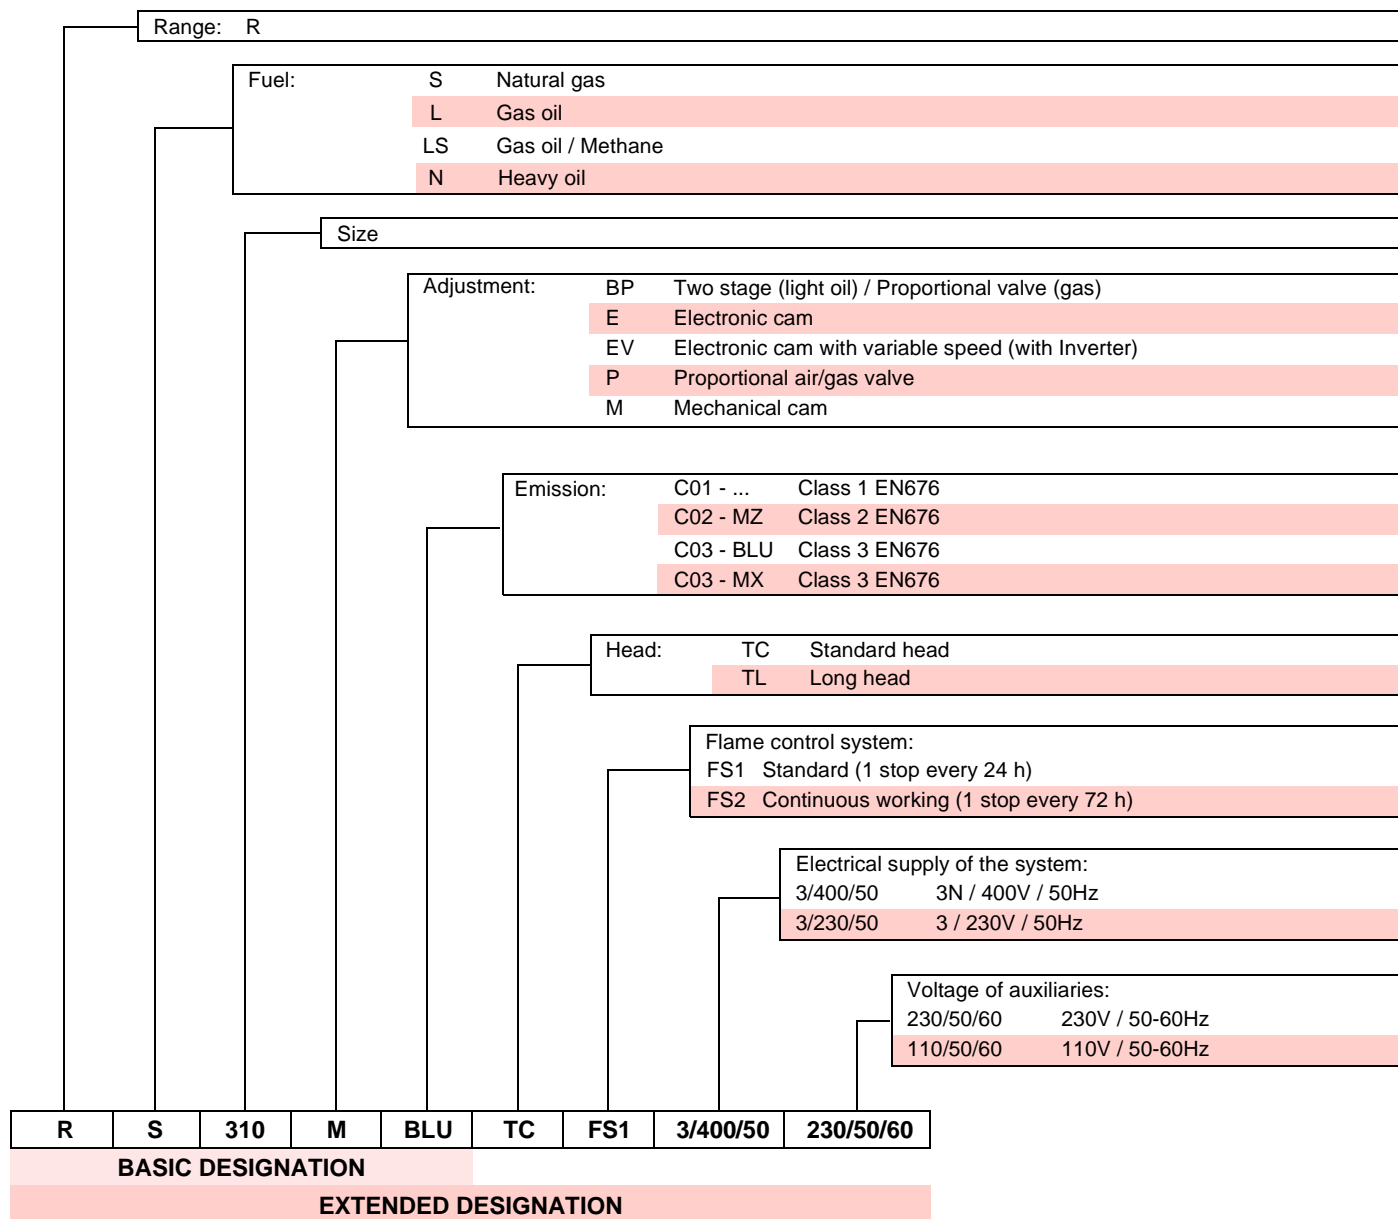 Range: R
Fuel: S Natural gas
L Gas oil
LS Gas oil / Methane
N Heavy oil
Size
Adjustment: BP Two stage (light oil) / Proportional valve (gas)
E Electronic cam
EV Electronic cam with variable speed (with Inverter)
P Proportional air/gas valve
M Mechanical cam
Emission: C01 - ... Class 1 EN676
C02 - MZ Class 2 EN676
C03 - BLU Class 3 EN676
C03 - MX Class 3 EN676
Head: TC Standard head
TL Long head
Flame control system:
FS1 Standard (1 stop every 24 h)
FS2 Continuous working (1 stop every 72 h)
Electrical supply of the system:
3/400/50 3N / 400V / 50Hz
3/230/50 3 / 230V / 50Hz
Voltage of auxiliaries:
230/50/60 230V / 50-60Hz
110/50/60 110V / 50-60Hz
R S 310 M BLU TC FS1 3/400/50 230/50/60
BASIC DESIGNATION
EXTENDED DESIGNATION